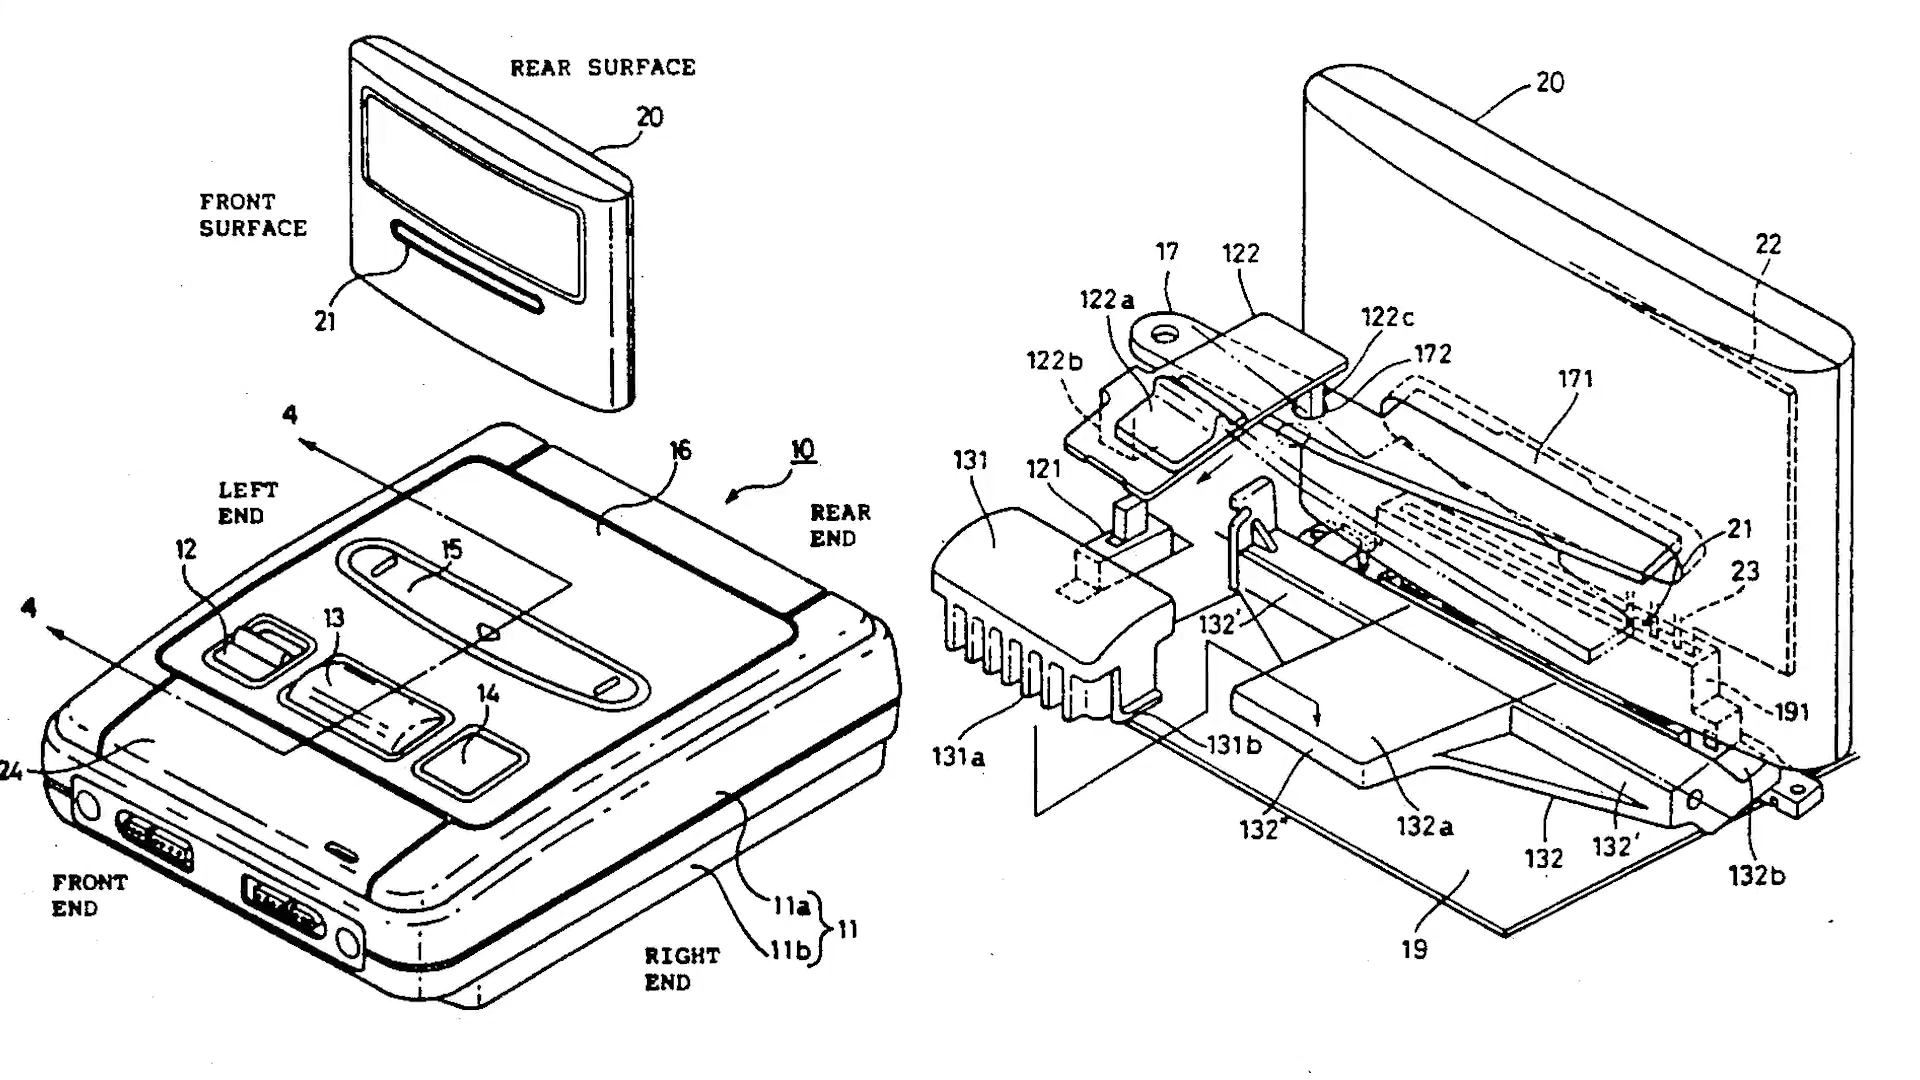 REAR SURFACE
20
FRONT
SURFACE
21
4
16
10
LEFT
END
REAR
END
12
15
4
13
14
24
FRONT
END
11a
11b
11
RIGHT
END
20
22
17
122
122a
122c
122b
172
171
131
121
21
23
132'
191
131a
131b
132"
132a
132
132'
132b
19